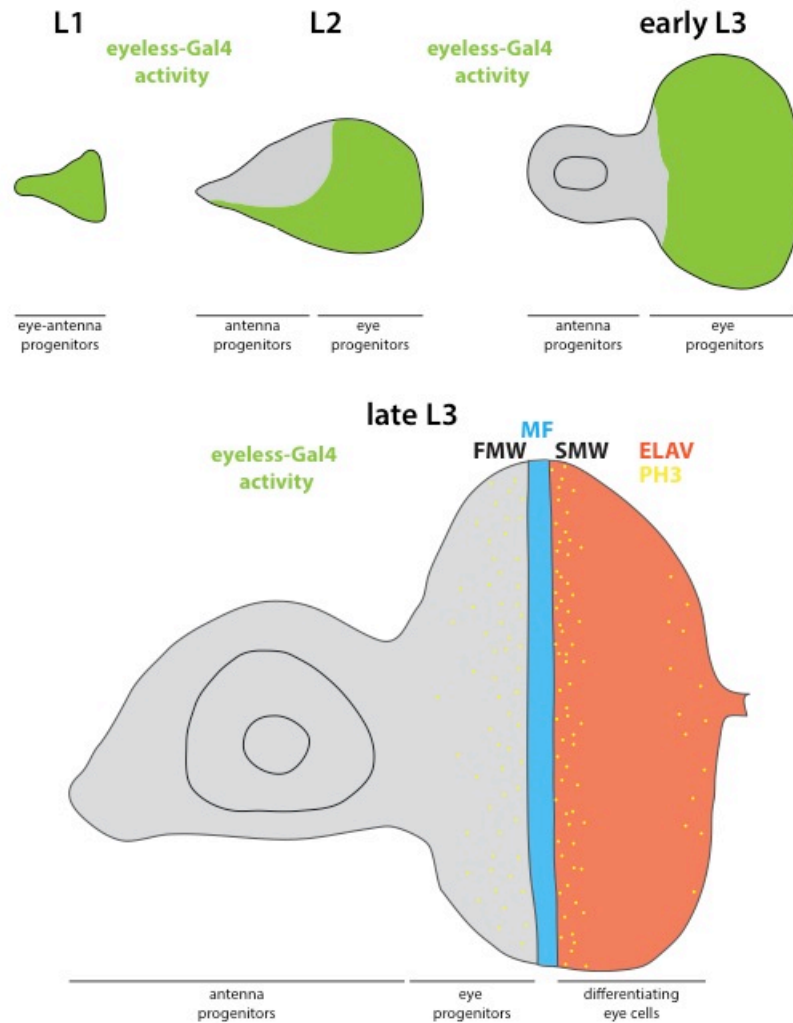 L1
L2
early L3
eyeless-Gal4
activity
eyeless-Gal4
activity
eye-antenna
progenitors
antenna
progenitors
eye
progenitors
antenna
progenitors
eye
progenitors
late L3
eyeless-Gal4
activity
MF
FMW
SMW
ELAV
PH3
antenna
progenitors
eye
progenitors
differentiating
eye cells